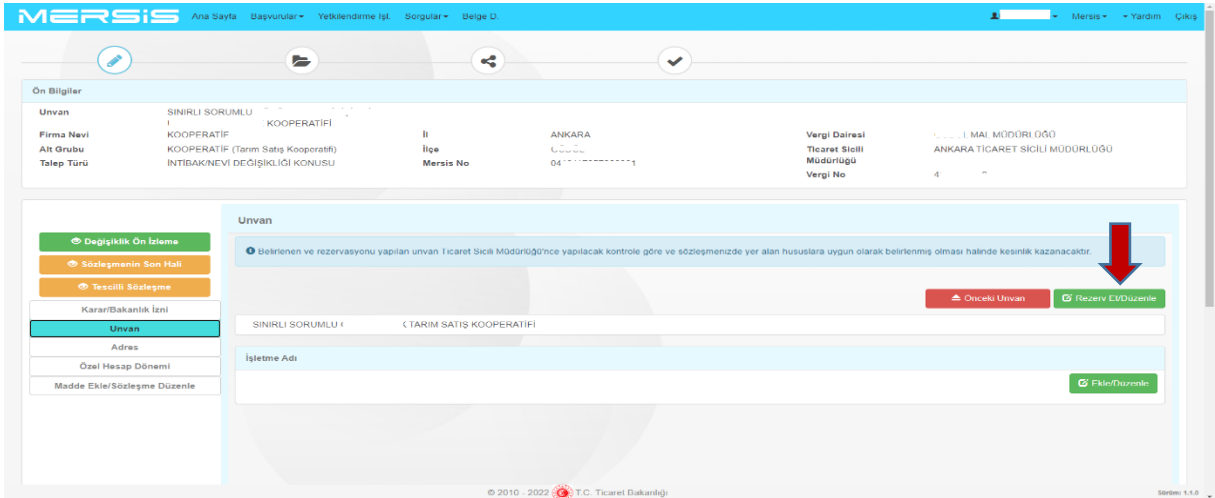 MERSiS Ana Sayfa Başvurular Yetkilendirme İşl. Sorgular Belge D. Mersis Yardım Çıkış
Ön Bilgiler
Unvan SINIRLI SORUMLU
KOOPERATİFİ
Firma Nevi KOOPERATİF İl ANKARA Vergi Dairesi MAL MÜDÜRLÜĞÜ
Alt Grubu KOOPERATİF (Tarım Satış Kooperatifi) İlçe Ticaret Sicili ANKARA TİCARET SİCİLİ MÜDÜRLÜĞÜ
Müdürlüğü
Talep Türü İNTİBAK/NEVİ DEĞİŞİKLİĞİ KONUSU Mersis No
Vergi No
Unvan
Değişiklik Ön İzleme
Sözleşmenin Son Hali
Tescilli Sözleşme
Karar/Bakanlık İzni
Unvan
Adres
Özel Hesap Dönemi
Madde Ekle/Sözleşme Düzenle
Belirlenen ve rezervasyonu yapılan unvan Ticaret Sicili Müdürlüğü'nce yapılacak kontrole göre ve sözleşmenizde yer alan hususlara uygun olarak belirlenmiş olması halinde kesinlik kazanacaktır.
Önceki Unvan Rezerv Et/Düzenle
SINIRLI SORUMLU TARIM SATIŞ KOOPERATİFİ
İşletme Adı
Ekle/Düzenle
© 2010 - 2022 T.C. Ticaret Bakanlığı Sürüm: 1.1.0